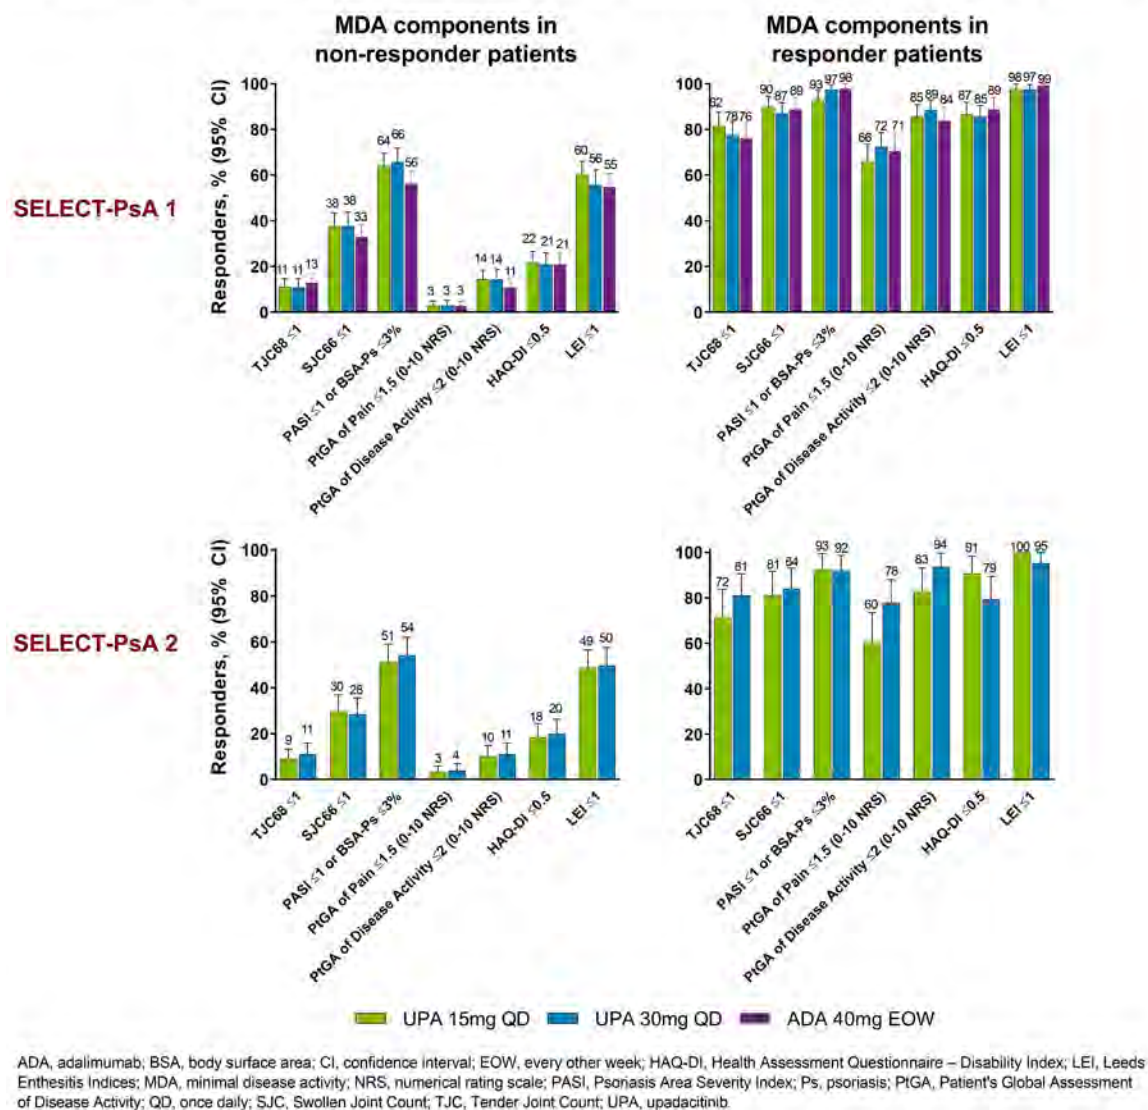 MDA components in
non-responder patients
MDA components in
responder patients
SELECT-PsA 1
Responders, % (95% CI)
100
80
60
40
20
0
11 11 13
38 38 33
64 66 56
3 3 3
14 14 11
22 21 21
60 56 55
TJC68 ≤1
SJC66 ≤1
PASI ≤1 or BSA-Ps ≤3%
PtGA of Pain ≤1.5 (0-10 NRS)
PtGA of Disease Activity ≤2 (0-10 NRS)
HAQ-DI ≤0.5
LEI ≤1
100
80
60
40
20
0
82 78 76
90 87 89
93 97 98
66 72 71
85 89 84
87 85 89
98 97 99
TJC68 ≤1
SJC66 ≤1
PASI ≤1 or BSA-Ps ≤3%
PtGA of Pain ≤1.5 (0-10 NRS)
PtGA of Disease Activity ≤2 (0-10 NRS)
HAQ-DI ≤0.5
LEI ≤1
SELECT-PsA 2
Responders, % (95% CI)
100
80
60
40
20
0
9 11
30 28
51 54
3 4
10 11
18 20
49 50
TJC68 ≤1
SJC66 ≤1
PASI ≤1 or BSA-Ps ≤3%
PtGA of Pain ≤1.5 (0-10 NRS)
PtGA of Disease Activity ≤2 (0-10 NRS)
HAQ-DI ≤0.5
LEI ≤1
100
80
60
40
20
0
72 81
81 84
93 92
60 78
83 94
91 79
100 95
TJC68 ≤1
SJC66 ≤1
PASI ≤1 or BSA-Ps ≤3%
PtGA of Pain ≤1.5 (0-10 NRS)
PtGA of Disease Activity ≤2 (0-10 NRS)
HAQ-DI ≤0.5
LEI ≤1
UPA 15mg QD UPA 30mg QD ADA 40mg EOW
ADA, adalimumab; BSA, body surface area; CI, confidence interval; EOW, every other week; HAQ-DI, Health Assessment Questionnaire – Disability Index; LEI, Leeds
Enthesitis Indices; MDA, minimal disease activity; NRS, numerical rating scale; PASI, Psoriasis Area Severity Index; Ps, psoriasis; PtGA, Patient's Global Assessment
of Disease Activity; QD, once daily; SJC, Swollen Joint Count; TJC, Tender Joint Count; UPA, upadacitinib.